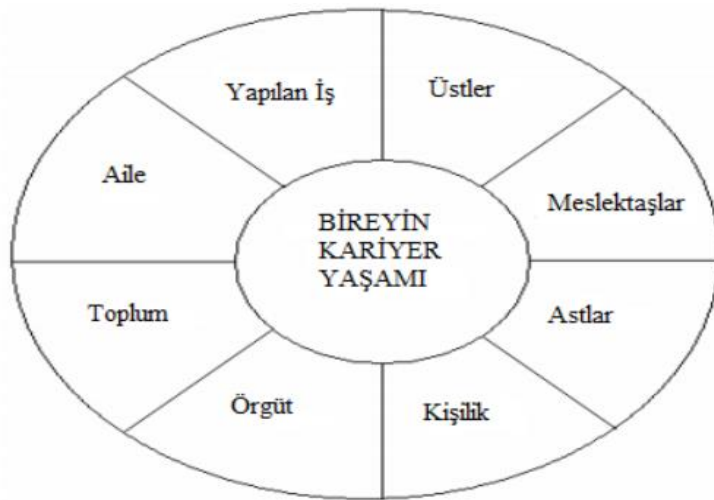 Yapılan İş
Üstler
Aile
Meslektaşlar
BİREYİN
KARİYER
YAŞAMI
Toplum
Astlar
Örgüt
Kişilik